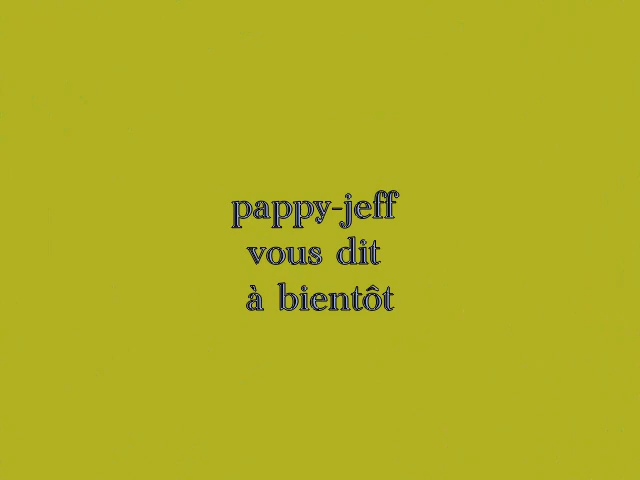 pappy-jeff
vous dit
à bientôt